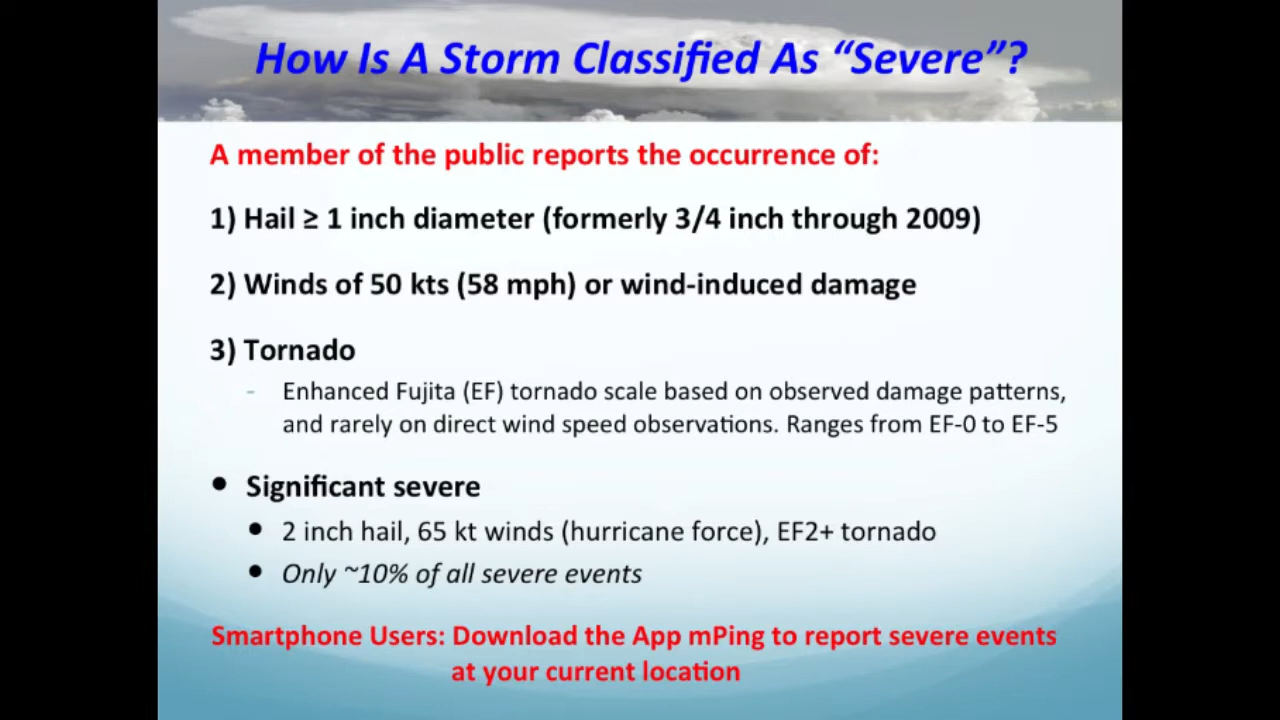 How Is A Storm Classified As “Severe”?
A member of the public reports the occurrence of:
1) Hail ≥ 1 inch diameter (formerly 3/4 inch through 2009)
2) Winds of 50 kts (58 mph) or wind-induced damage
3) Tornado
- Enhanced Fujita (EF) tornado scale based on observed damage patterns,
and rarely on direct wind speed observations. Ranges from EF-0 to EF-5
• Significant severe
• 2 inch hail, 65 kt winds (hurricane force), EF2+ tornado
• Only ~10% of all severe events
Smartphone Users: Download the App mPing to report severe events
at your current location